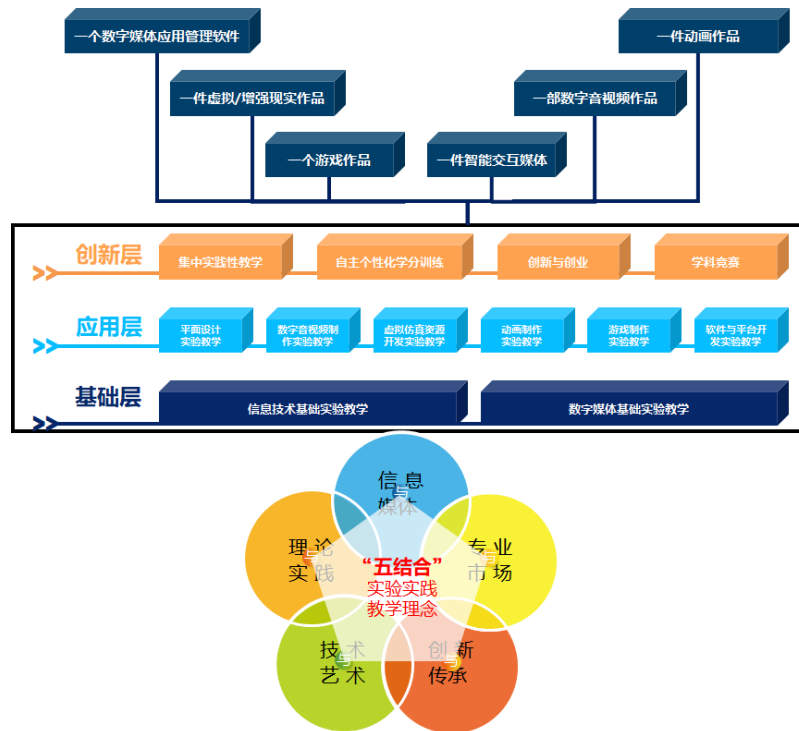 一个数字媒体应用管理软件
一件动画作品
一件虚拟/增强现实作品
一部数字音视频作品
一个游戏作品
一件智能交互媒体
创新层
集中实践性教学
自主个性化学分训练
创新与创业
学科竞赛
应用层
平面设计
实验教学
数字音视频制
作实验教学
虚拟仿真资源
开发实验教学
动画制作
实验教学
游戏制作
实验教学
软件与平台开
发实验教学
基础层
信息技术基础实验教学
数字媒体基础实验教学
信 息
与
媒体
理 论
与
实 践
专 业
与
市 场
“五结合”
实验实践
教学理念
技 术
与
艺 术
创 新
与
传承